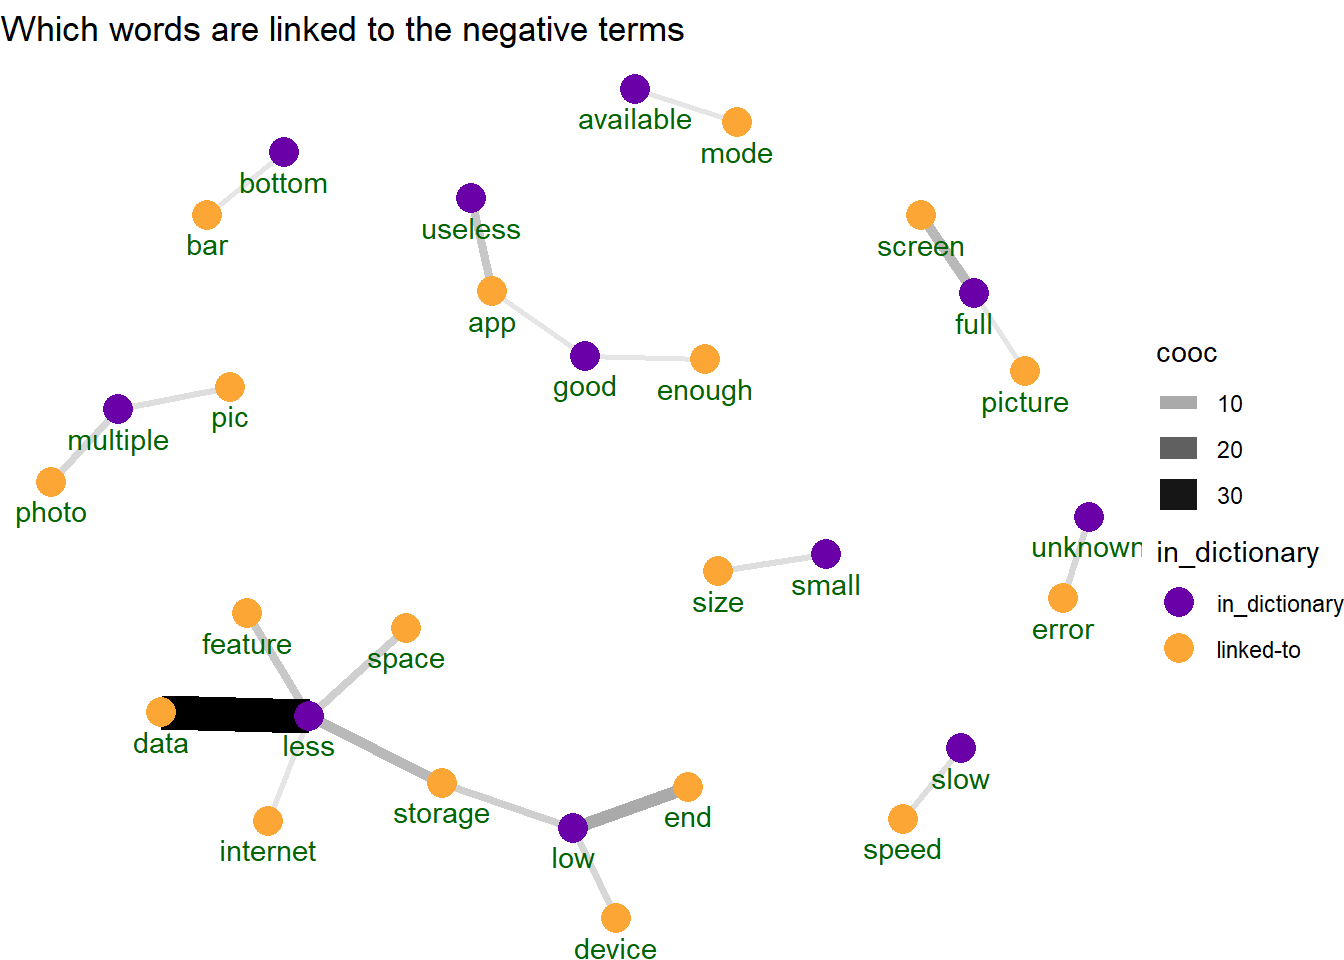 Which words are linked to the negative terms
available
mode
bottom
bar
useless
app
good
enough
screen
full
picture
multiple
pic
photo
size
small
unknown
error
feature
space
data
less
internet
storage
low
end
device
slow
speed
cooc
10
20
30
in_dictionary
in_dictionary
linked-to